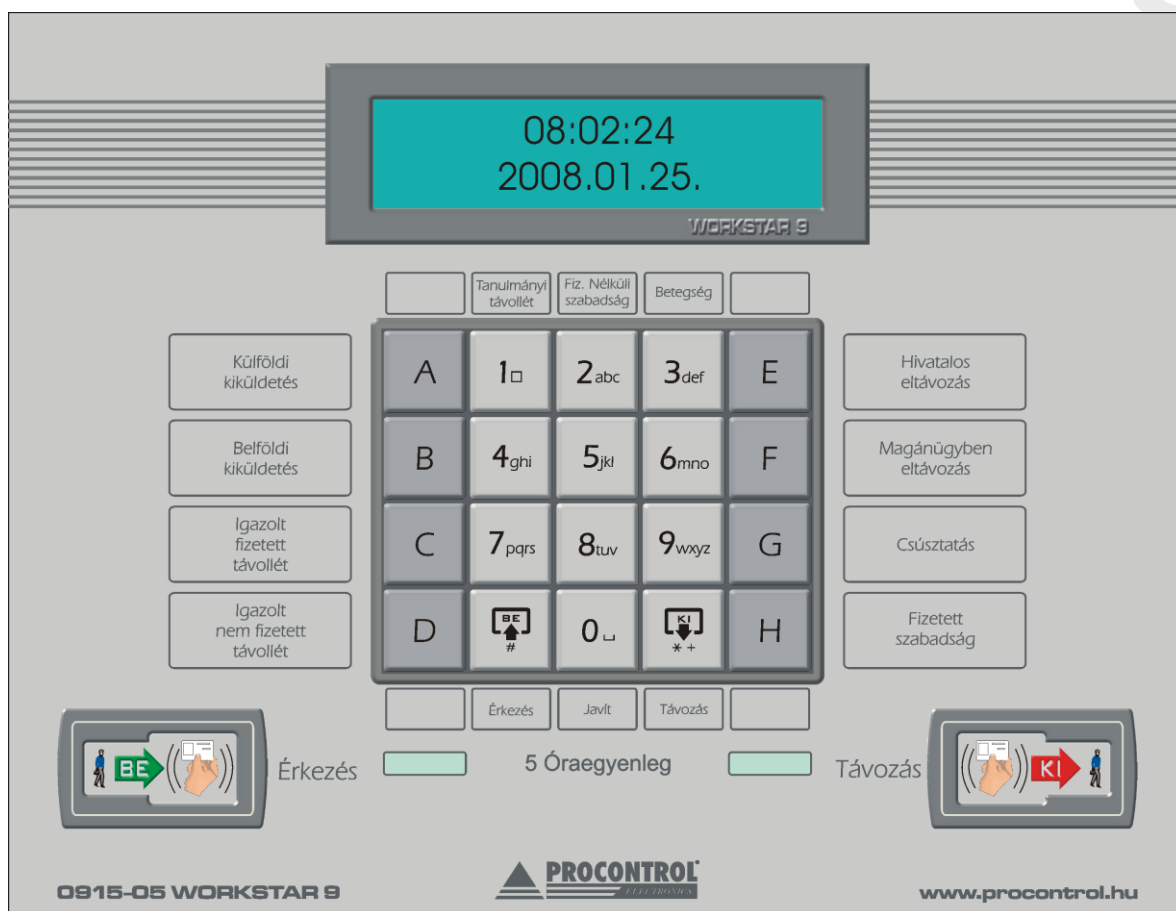 08:02:24
2008.01.25.
WORKSTAR 9
Tanulmányi
távollét
Fiz. Nélküli
szabadság
Betegség
Külföldi
kiküldetés
A
1
2abc
3def
E
Hivatalos
eltávozás
Belföldi
kiküldetés
B
4ghi
5jkl
6mno
F
Magánügyben
eltávozás
Igazolt
fizetett
távollét
C
7pqrs
8tuv
9wxyz
G
Csúsztatás
Igazolt
nem fizetett
távollét
D
BE
#
0
KI
* +
H
Fizetett
szabadság
Érkezés
Javít
Távozás
BE
Érkezés
5 Óraegyenleg
Távozás
KI
0915-05 WORKSTAR 9
PROCONTROL
ELECTRONICA
www.procontrol.hu